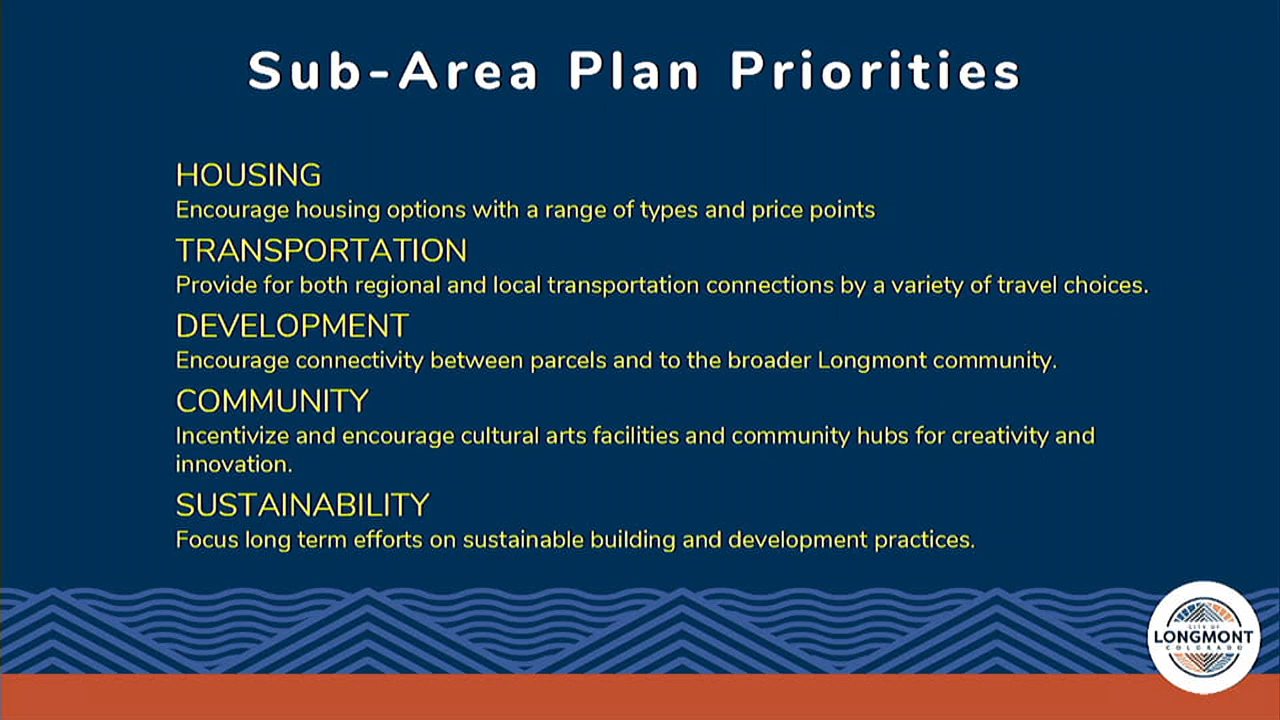 Sub-Area Plan Priorities
HOUSING
Encourage housing options with a range of types and price points
TRANSPORTATION
Provide for both regional and local transportation connections by a variety of travel choices.
DEVELOPMENT
Encourage connectivity between parcels and to the broader Longmont community.
COMMUNITY
Incentivize and encourage cultural arts facilities and community hubs for creativity and
innovation.
SUSTAINABILITY
Focus long term efforts on sustainable building and development practices.
CITY OF
LONGMONT
COLORADO